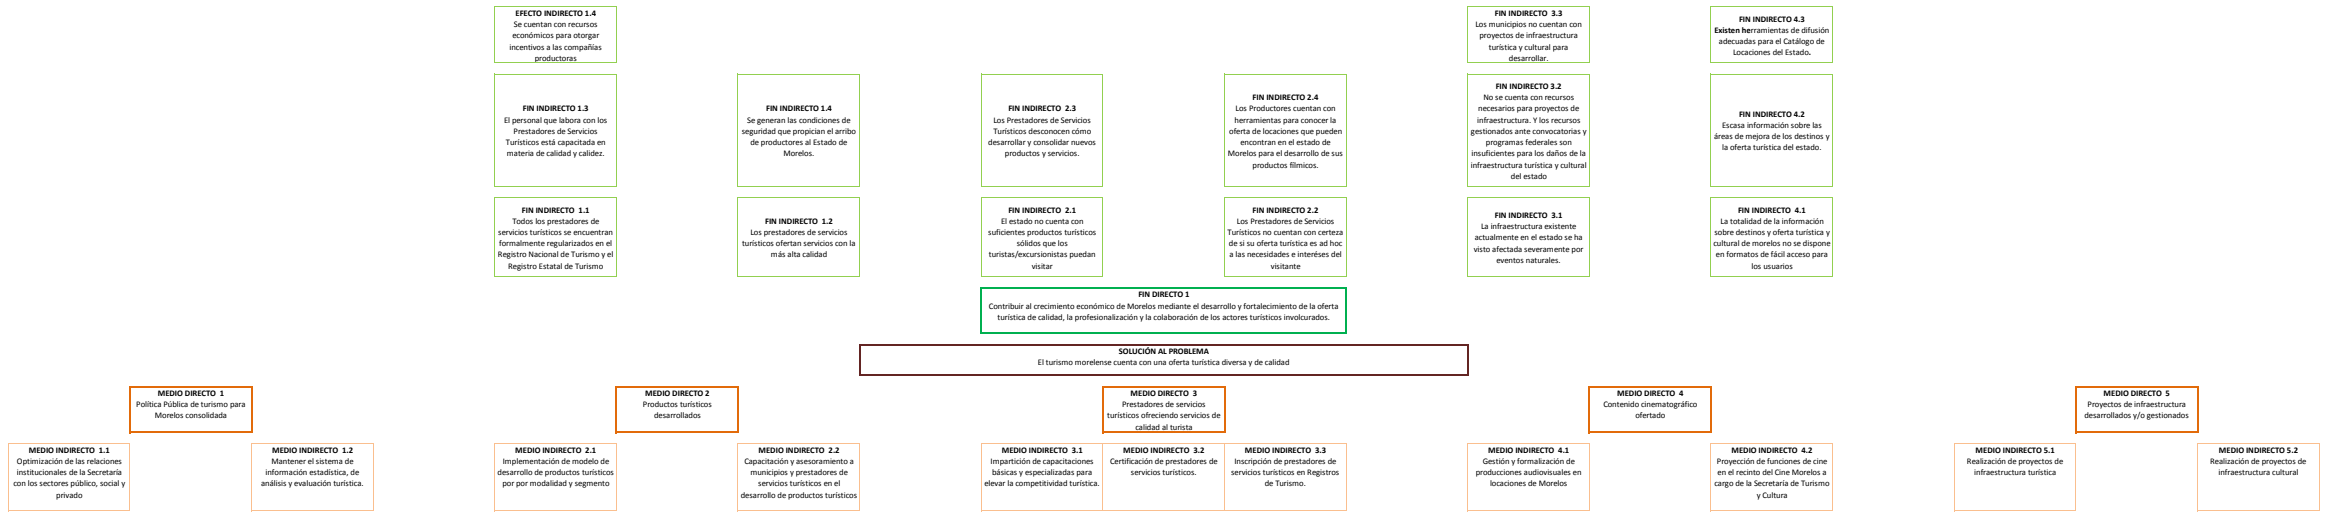 EFECTO INDIRECTO 1.4
Se cuentan con recursos
económicos para otorgar
incentivos a las compañías
productoras
FIN INDIRECTO  3.3
Los municipios no cuentan con
proyectos de infraestructura
turística y cultural para
desarrollar.
FIN INDIRECTO 4.3
Existen herramientas de difusión
adecuadas para el Catálogo de
Locaciones del Estado.
FIN INDIRECTO 1.3
El personal que labora con los
Prestadores de Servicios
Turísticos está capacitada en
materia de calidad y calidez.
FIN INDIRECTO 1.4
Se generan las condiciones de
seguridad que propician el arribo
de productores al Estado de
Morelos.
FIN INDIRECTO  2.3
Los Prestadores de Servicios
Turísticos desconocen cómo
desarrollar y consolidar nuevos
productos y servicios.
FIN INDIRECTO 2.4
Los Productores cuentan con
herramientas para conocer la
oferta de locaciones que pueden
encontran en el estado de
Morelos para el desarrollo de sus
productos fílmicos.
FIN INDIRECTO 3.2
No se cuenta con recursos
necesarios para proyectos de
infraestructura. Y los recursos
gestionados ante convocatorias y
programas federales son
insuficientes para los daños de la
infraestructura turística y cultural
del estado
FIN INDIRECTO 4.2
Escasa información sobre las
áreas de mejora de los destinos y
la oferta turística del estado.
FIN INDIRECTO  1.1
Todos los prestadores de
servicios turísticos se encuentran
formalmente regularizados en el
Registro Nacional de Turismo y el
Registro Estatal de Turismo
FIN INDIRECTO  1.2
Los prestadores de servicios
turísticos ofertan servicios con la
más alta calidad
FIN INDIRECTO  2.1
El estado no cuenta con
suficientes productos turísticos
sólidos que los
turistas/excursionistas puedan
visitar
FIN INDIRECTO  2.2
Los Prestadores de Servicios
Turísticos no cuentan con certeza
de si su oferta turística es ad hoc
a las necesidades e interéses del
visitante
FIN INDIRECTO  3.1
La infraestructura existente
actualmente en el estado se ha
visto afectada severamente por
eventos naturales.
FIN INDIRECTO  4.1
La totalidad de la información
sobre destinos y oferta turística y
cultural de morelos no se dispone
en formatos de fácil acceso para
los usuarios
FIN DIRECTO 1
Contribuir al crecimiento económico de Morelos mediante el desarrollo y fortalecimiento de la oferta
turística de calidad, la profesionalización y la colaboración de los actores turísticos involcurados.
SOLUCIÓN AL PROBLEMA
El turismo morelense cuenta con una oferta turística diversa y de calidad
MEDIO DIRECTO  1
Política Pública de turismo para
Morelos consolidada
MEDIO DIRECTO 2
Productos turísticos
desarrollados
MEDIO DIRECTO  3
Prestadores de servicios
turísticos ofreciendo servicios de
calidad al turista
MEDIO DIRECTO  4
Contenido cinematográfico
ofertado
MEDIO DIRECTO  5
Proyectos de infraestructura
desarrollados y/o gestionados
MEDIO INDIRECTO  1.1
Optimización de las relaciones
institucionales de la Secretaría
con los sectores público, social y
privado
MEDIO INDIRECTO  1.2
Mantener el sistema de
información estadística, de
análisis y evaluación turística.
MEDIO INDIRECTO  2.1
Implementación de modelo de
desarrollo de productos turísticos
por por modalidad y segmento
MEDIO INDIRECTO  2.2
Capacitación y asesoramiento a
municipios y prestadores de
servicios turísticos en el
desarrollo de productos turísticos
MEDIO INDIRECTO  3.1
Impartición de capacitaciones
básicas y especializadas para
elevar la competitividad turística.
MEDIO INDIRECTO  3.2
Certificación de prestadores de
servicios turísticos.
MEDIO INDIRECTO  3.3
Inscripción de prestadores de
servicios turísticos en Registros
de Turismo.
MEDIO INDIRECTO  4.1
Gestión y formalización de
producciones audiovisuales en
locaciones de Morelos
MEDIO INDIRECTO  4.2
Proyección de funciones de cine
en el recinto del Cine Morelos a
cargo de la Secretaría de Turismo
y Cultura
MEDIO INDIRECTO 5.1
Realización de proyectos de
infraestructura turística
MEDIO INDIRECTO  5.2
Realización de proyectos de
infraestructura cultural